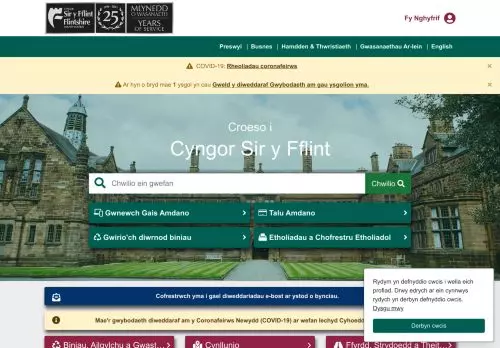 Sir y Fflint
Flintshire
25
MLYNEDD
O WASANAETH
YEARS
OF SERVICE
Fy Nghyfrif
Preswyl | Busnes | Hamdden & Thwristiaeth | Gwasanaethau Ar-lein | English
COVID-19: Rheoliadau coronafeirws ×
Ar hyn o bryd mae 1 ysgol yn cau Gweld y diweddaraf Gwybodaeth am gau ysgolion yma. ×
Croeso i
Cyngor Sir y Fflint
Chwilio ein gwefan Chwilio
Gwnewch Gais Amdano Talu Amdano
Gwirio'ch diwrnod biniau Etholiadau a Chofrestru Etholiadol
Rydym yn defnyddio cwcis i wella eich
profiad. Drwy edrych ar ein cynnwys
rydych yn derbyn defnyddio cwcis.
Dysgu mwy
Derbyn cwcis
Cofrestrwch yma i gael diweddariadau e-bost ar ystod o bynciau.
Mae'r gwybodaeth diweddaraf am y Coronafeirws Newydd (COVID-19) ar wefan Iechyd Cyhoedd
Biniau, Ailgylchu a Gwast... Cynllunio Ffyrdd, Strydoedd a Theit...